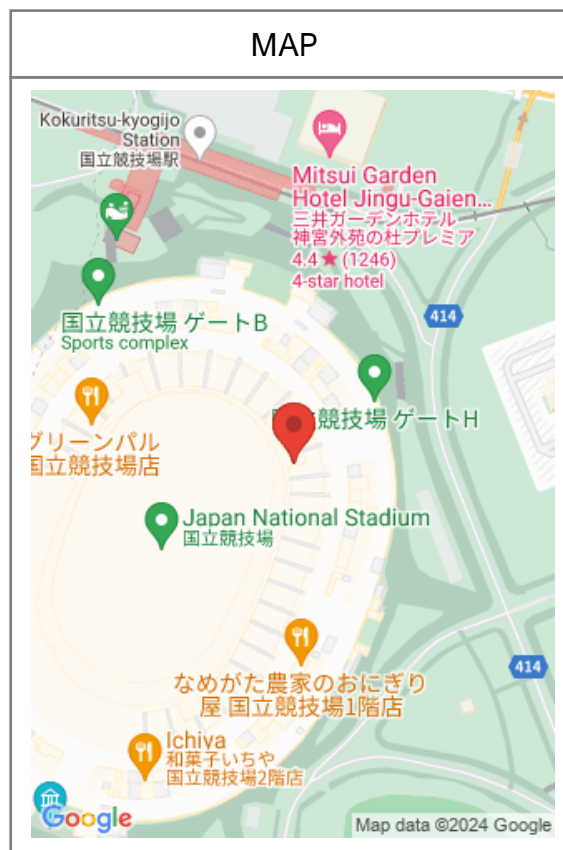 MAP
Kokuritsu-kyogijo
Station
国立競技場駅
Mitsui Garden
Hotel Jingu-Gaien...
三井ガーデンホテル
神宮外苑の杜プレミア
4.4★(1246)
4-star hotel
414
国立競技場 ゲートB
Sports complex
競技場 ゲートH
グリーンパル
国立競技場店
Japan National Stadium
国立競技場
414
なめがた農家のおにぎり
屋 国立競技場1階店
Ichiya
和菓子いちや
国立競技場2階店
Google
Map data ©2024 Google